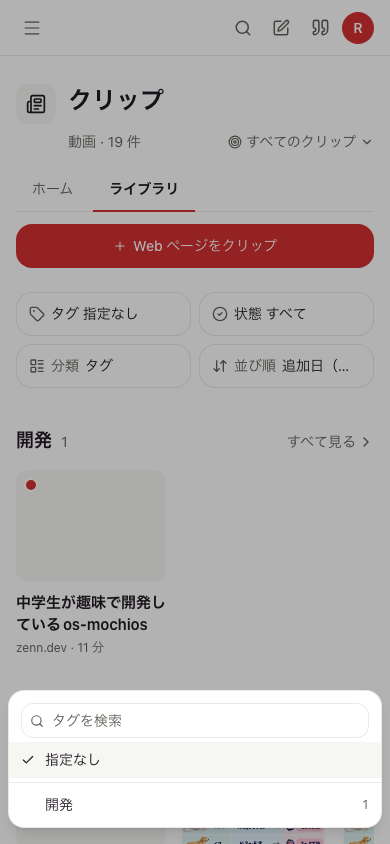 R
クリップ
動画 · 19 件
すべてのクリップ
ホーム
ライブラリ
+ Web ページをクリップ
タグ 指定なし
状態 すべて
分類 タグ
並び順 追加日（...
開発 1
すべて見る
中学生が趣味で開発し
ている os-mochios
zenn.dev · 11 分
タグを検索
指定なし
開発 1